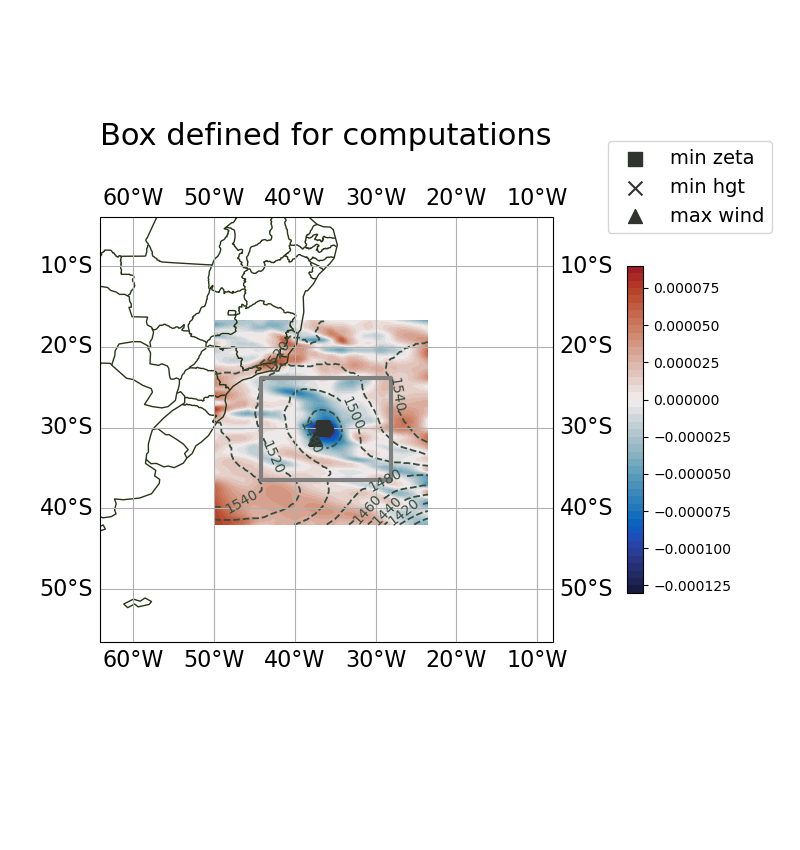 Box defined for computations
min zeta
min hgt
max wind
60°W 50°W 40°W 30°W 20°W 10°W
10°S 10°S
20°S 20°S
30°S 30°S
40°S 40°S
50°S 50°S
60°W 50°W 40°W 30°W 20°W 10°W
1540
1500
1520
1480
1540
1460
1440
1420
0.000075
0.000050
0.000025
0.000000
−0.000025
−0.000050
−0.000075
−0.000100
−0.000125